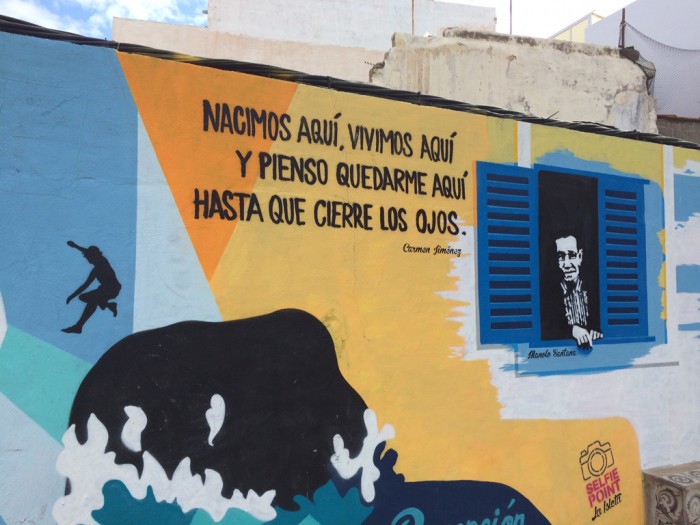 NACIMOS AQUÍ, VIVIMOS AQUÍ
Y PIENSO QUEDARME AQUÍ
HASTA QUE CIERRE LOS OJOS.
Carmen Jiménez
Manolo Santana
SELFIE
POINT
La Isleta